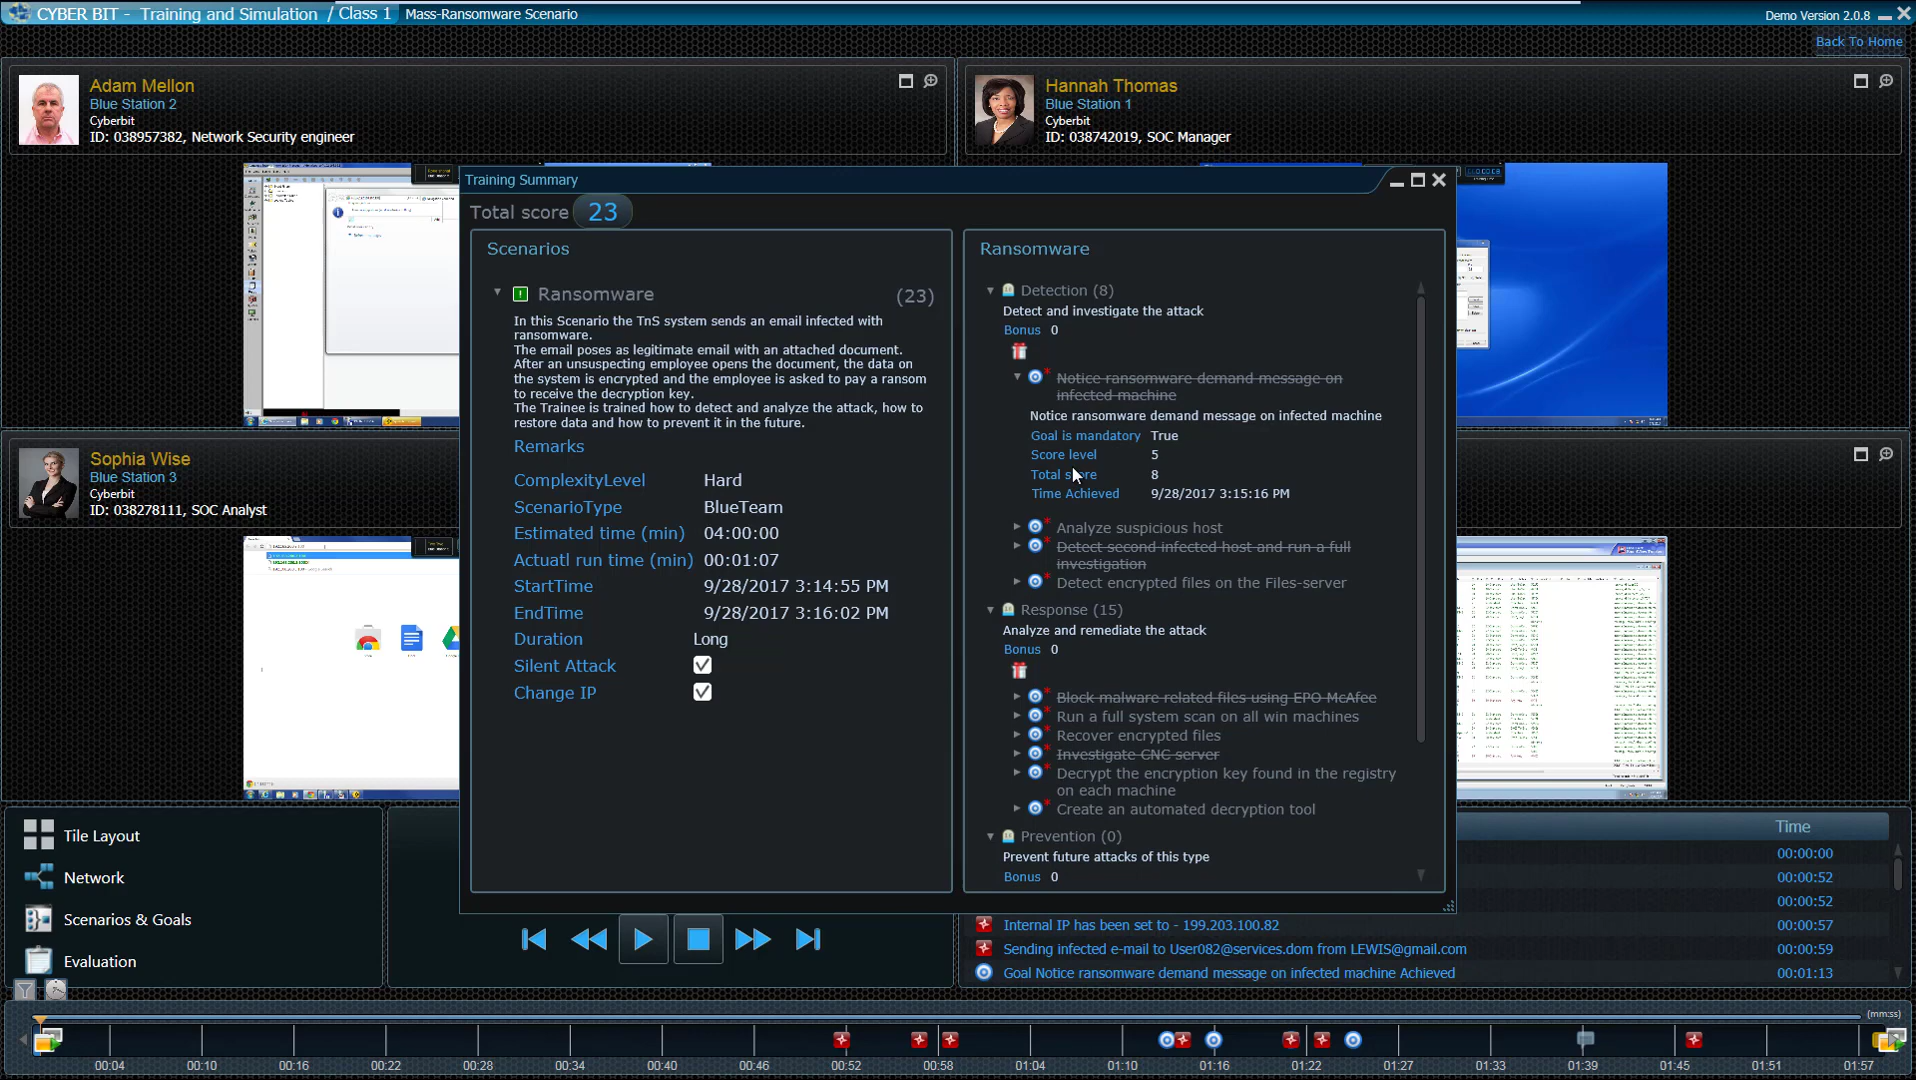 CYBER BIT - Training and Simulation / Class 1 Mass-Ransomware Scenario
Demo Version 2.0.8
Back To Home
Adam Mellon
Blue Station 2
Cyberbit
ID: 038957382, Network Security engineer
Hannah Thomas
Blue Station 1
Cyberbit
ID: 038742019, SOC Manager
Sophia Wise
Blue Station 3
Cyberbit
ID: 038278111, SOC Analyst
Training Summary
Total score 23
Scenarios
Ransomware (23)
In this Scenario the TnS system sends an email infected with
ransomware.
The email poses as legitimate email with an attached document.
After an unsuspecting employee opens the document, the data on
the system is encrypted and the employee is asked to pay a ransom
to receive the decryption key.
The Trainee is trained how to detect and analyze the attack, how to
restore data and how to prevent it in the future.
Remarks
ComplexityLevel Hard
ScenarioType BlueTeam
Estimated time (min) 04:00:00
Actuatl run time (min) 00:01:07
StartTime 9/28/2017 3:14:55 PM
EndTime 9/28/2017 3:16:02 PM
Duration Long
Silent Attack
Change IP
Ransomware
Detection (8)
Detect and investigate the attack
Bonus 0
Notice ransomware demand message on
infected machine
Notice ransomware demand message on infected machine
Goal is mandatory True
Score level 5
Total score 8
Time Achieved 9/28/2017 3:15:16 PM
Analyze suspicious host
Detect second infected host and run a full
investigation
Detect encrypted files on the Files-server
Response (15)
Analyze and remediate the attack
Bonus 0
Block malware related files using EPO McAfee
Run a full system scan on all win machines
Recover encrypted files
Investigate CNC server
Decrypt the encryption key found in the registry
on each machine
Create an automated decryption tool
Prevention (0)
Prevent future attacks of this type
Bonus 0
Tile Layout
Network
Scenarios & Goals
Evaluation
Time
00:00:00
00:00:52
00:00:52
Internal IP has been set to - 199.203.100.82 00:00:57
Sending infected e-mail to User082@services.dom from LEWIS@gmail.com 00:00:59
Goal Notice ransomware demand message on infected machine Achieved 00:01:13
(mm:ss)
00:04 00:10 00:16 00:22 00:28 00:34 00:40 00:46 00:52 00:58 01:04 01:10 01:16 01:22 01:27 01:33 01:39 01:45 01:51 01:57